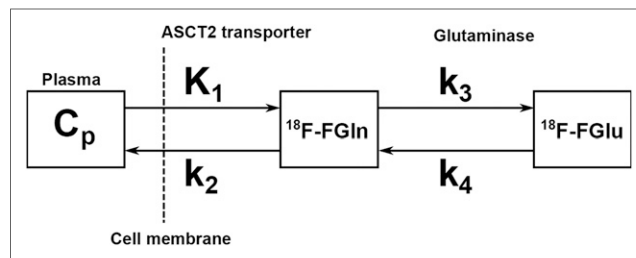 ASCT2 transporter
Glutaminase
Plasma
K₁
k₃
Cₚ
¹⁸F-FGln
¹⁸F-FGlu
k₂
k₄
Cell membrane